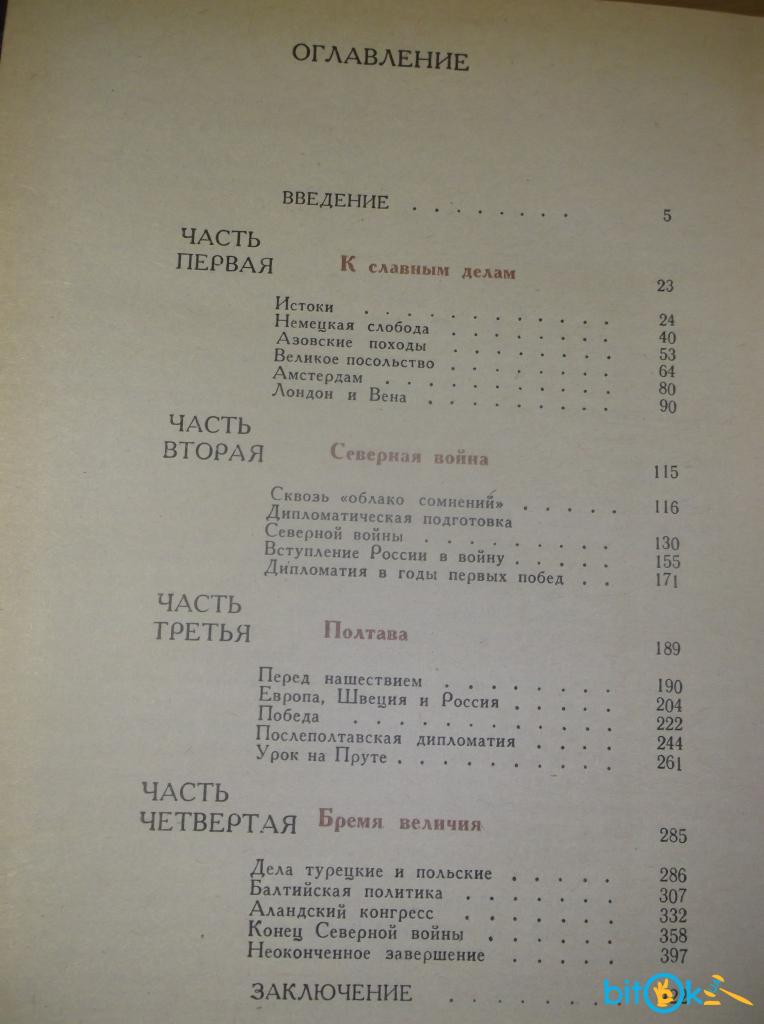 ОГЛАВЛЕНИЕ
ВВЕДЕНИЕ . . . . . . . . 5
ЧАСТЬ
ПЕРВАЯ К славным делам 23
Истоки . . . . . . . . . . . . 24
Немецкая слобода . . . . . . . . 40
Азовские походы . . . . . . . . 53
Великое посольство . . . . . . . . 64
Амстердам . . . . . . . . . . . 80
Лондон и Вена . . . . . . . . . 90
ЧАСТЬ
ВТОРАЯ Северная война 115
Сквозь «облако сомнений» . . . . . 116
Дипломатическая подготовка
Северной войны . . . . . . . . . 130
Вступление России в войну . . . . . 155
Дипломатия в годы первых побед . . 171
ЧАСТЬ
ТРЕТЬЯ Полтава 189
Перед нашествием . . . . . . . . 190
Европа, Швеция и Россия . . . . . 204
Победа . . . . . . . . . . . 222
Послеполтавская дипломатия . . . . 244
Урок на Пруте . . . . . . . . . . 261
ЧАСТЬ
ЧЕТВЕРТАЯ Бремя величия 285
Дела турецкие и польские . . . . . 286
Балтийская политика . . . . . . . 307
Аландский конгресс . . . . . . . 332
Конец Северной войны . . . . . . 358
Неоконченное завершение . . . . . 397
ЗАКЛЮЧЕНИЕ . . . . . . . .
bitOk